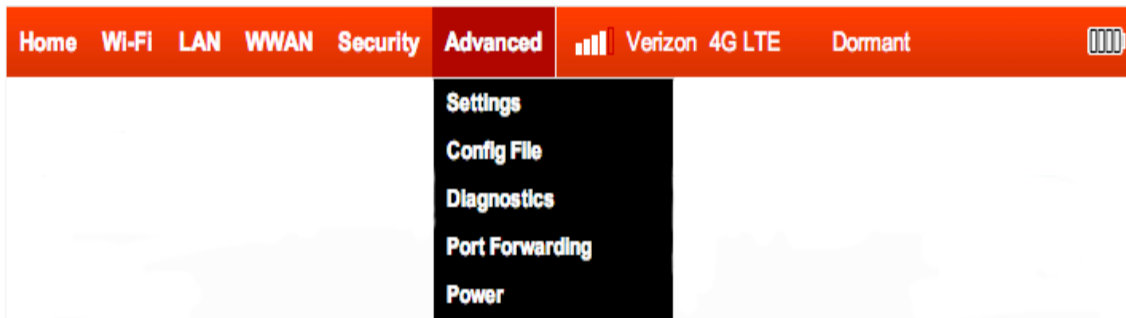 Home Wi-Fi LAN WWAN Security Advanced Verizon 4G LTE Dormant
Settings
Config File
Diagnostics
Port Forwarding
Power